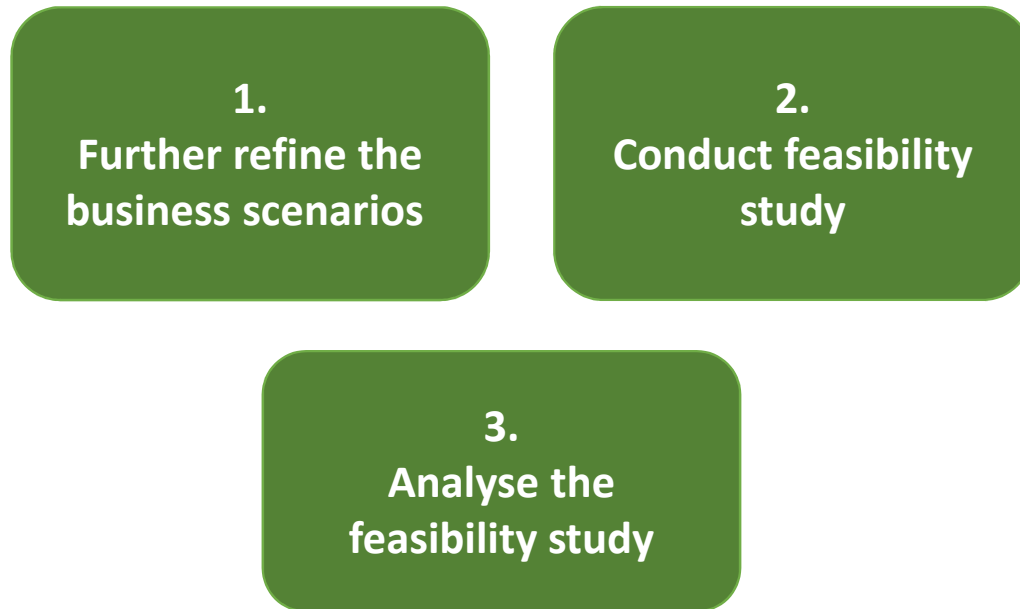 1.
Further refine the
business scenarios
2.
Conduct feasibility
study
3.
Analyse the
feasibility study